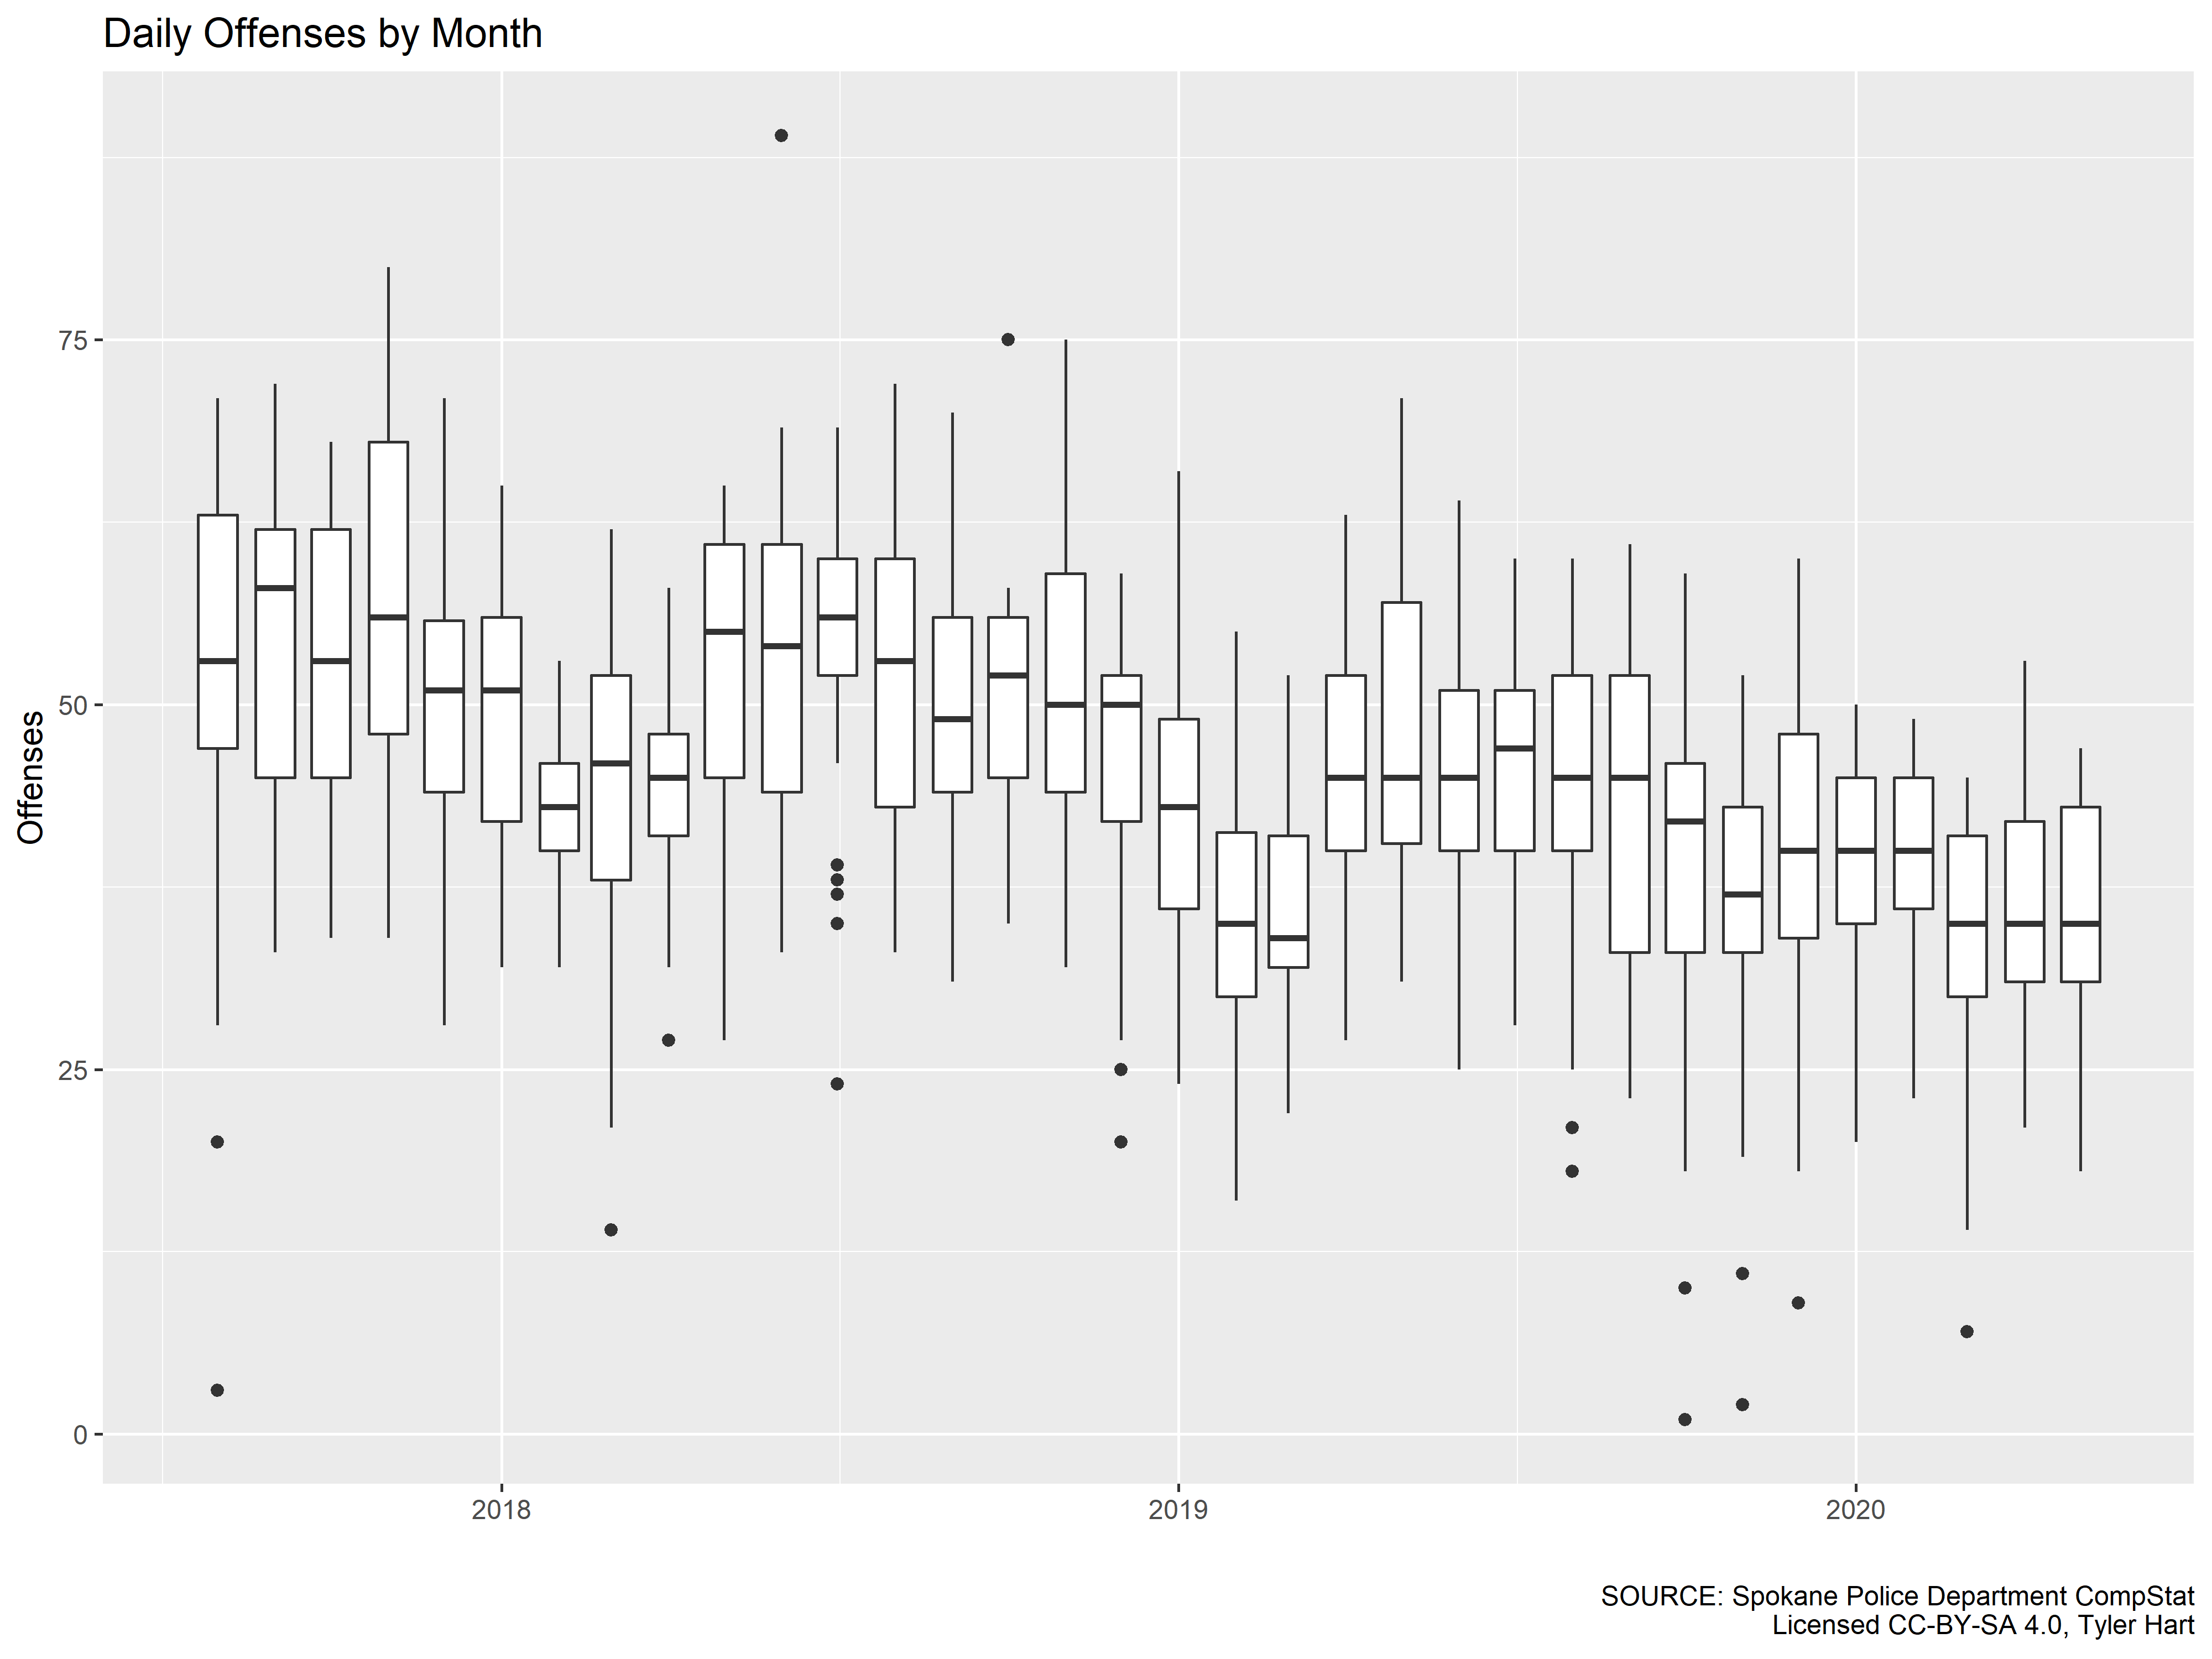 Daily Offenses by Month
75
50
25
0
Offenses
2018 2019 2020
SOURCE: Spokane Police Department CompStat
Licensed CC-BY-SA 4.0, Tyler Hart